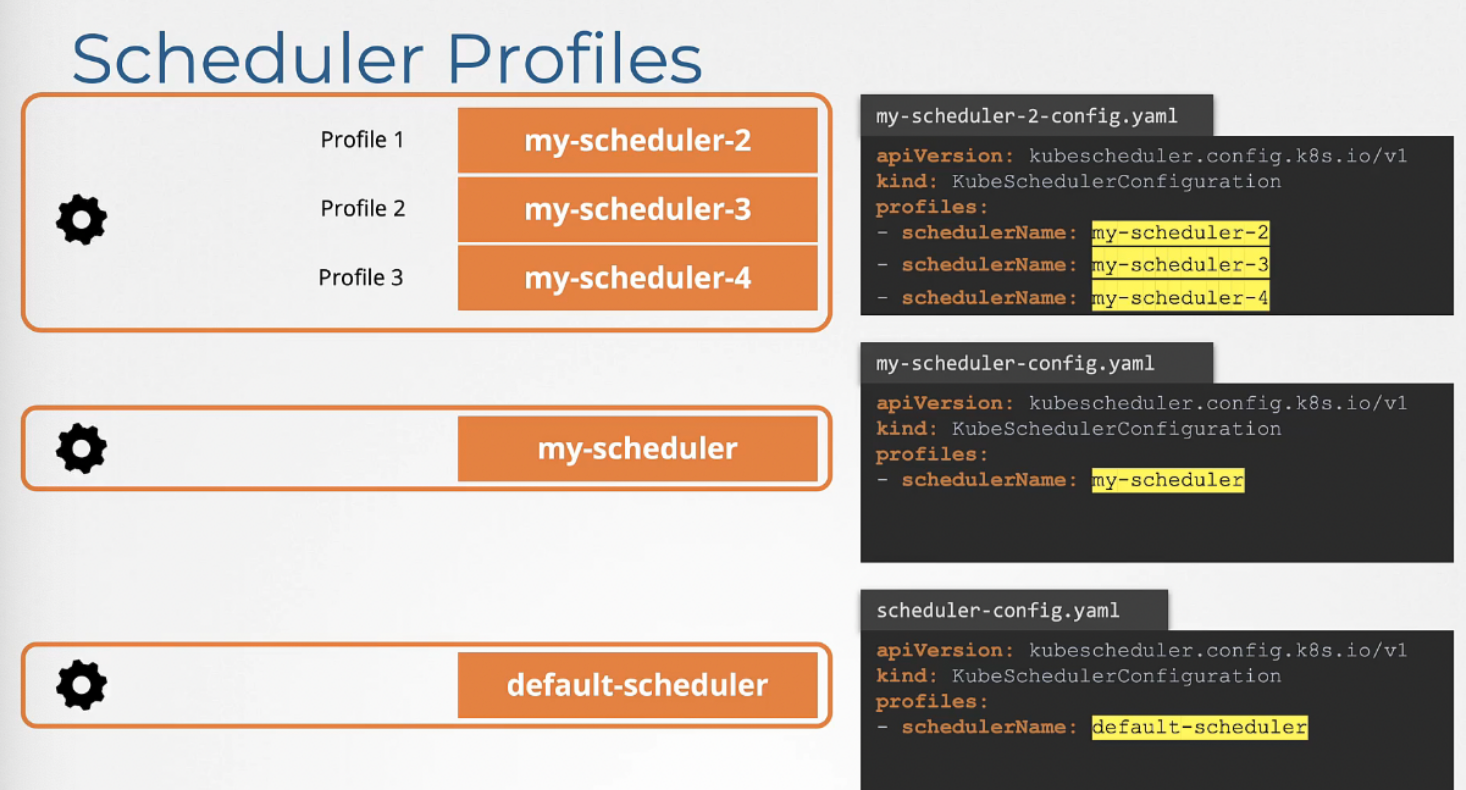 Scheduler Profiles
Profile 1
my-scheduler-2
Profile 2
my-scheduler-3
Profile 3
my-scheduler-4
my-scheduler-2-config.yaml
apiVersion: kubescheduler.config.k8s.io/v1
kind: KubeSchedulerConfiguration
profiles:
- schedulerName: my-scheduler-2
- schedulerName: my-scheduler-3
- schedulerName: my-scheduler-4
my-scheduler
my-scheduler-config.yaml
apiVersion: kubescheduler.config.k8s.io/v1
kind: KubeSchedulerConfiguration
profiles:
- schedulerName: my-scheduler
default-scheduler
scheduler-config.yaml
apiVersion: kubescheduler.config.k8s.io/v1
kind: KubeSchedulerConfiguration
profiles:
- schedulerName: default-scheduler